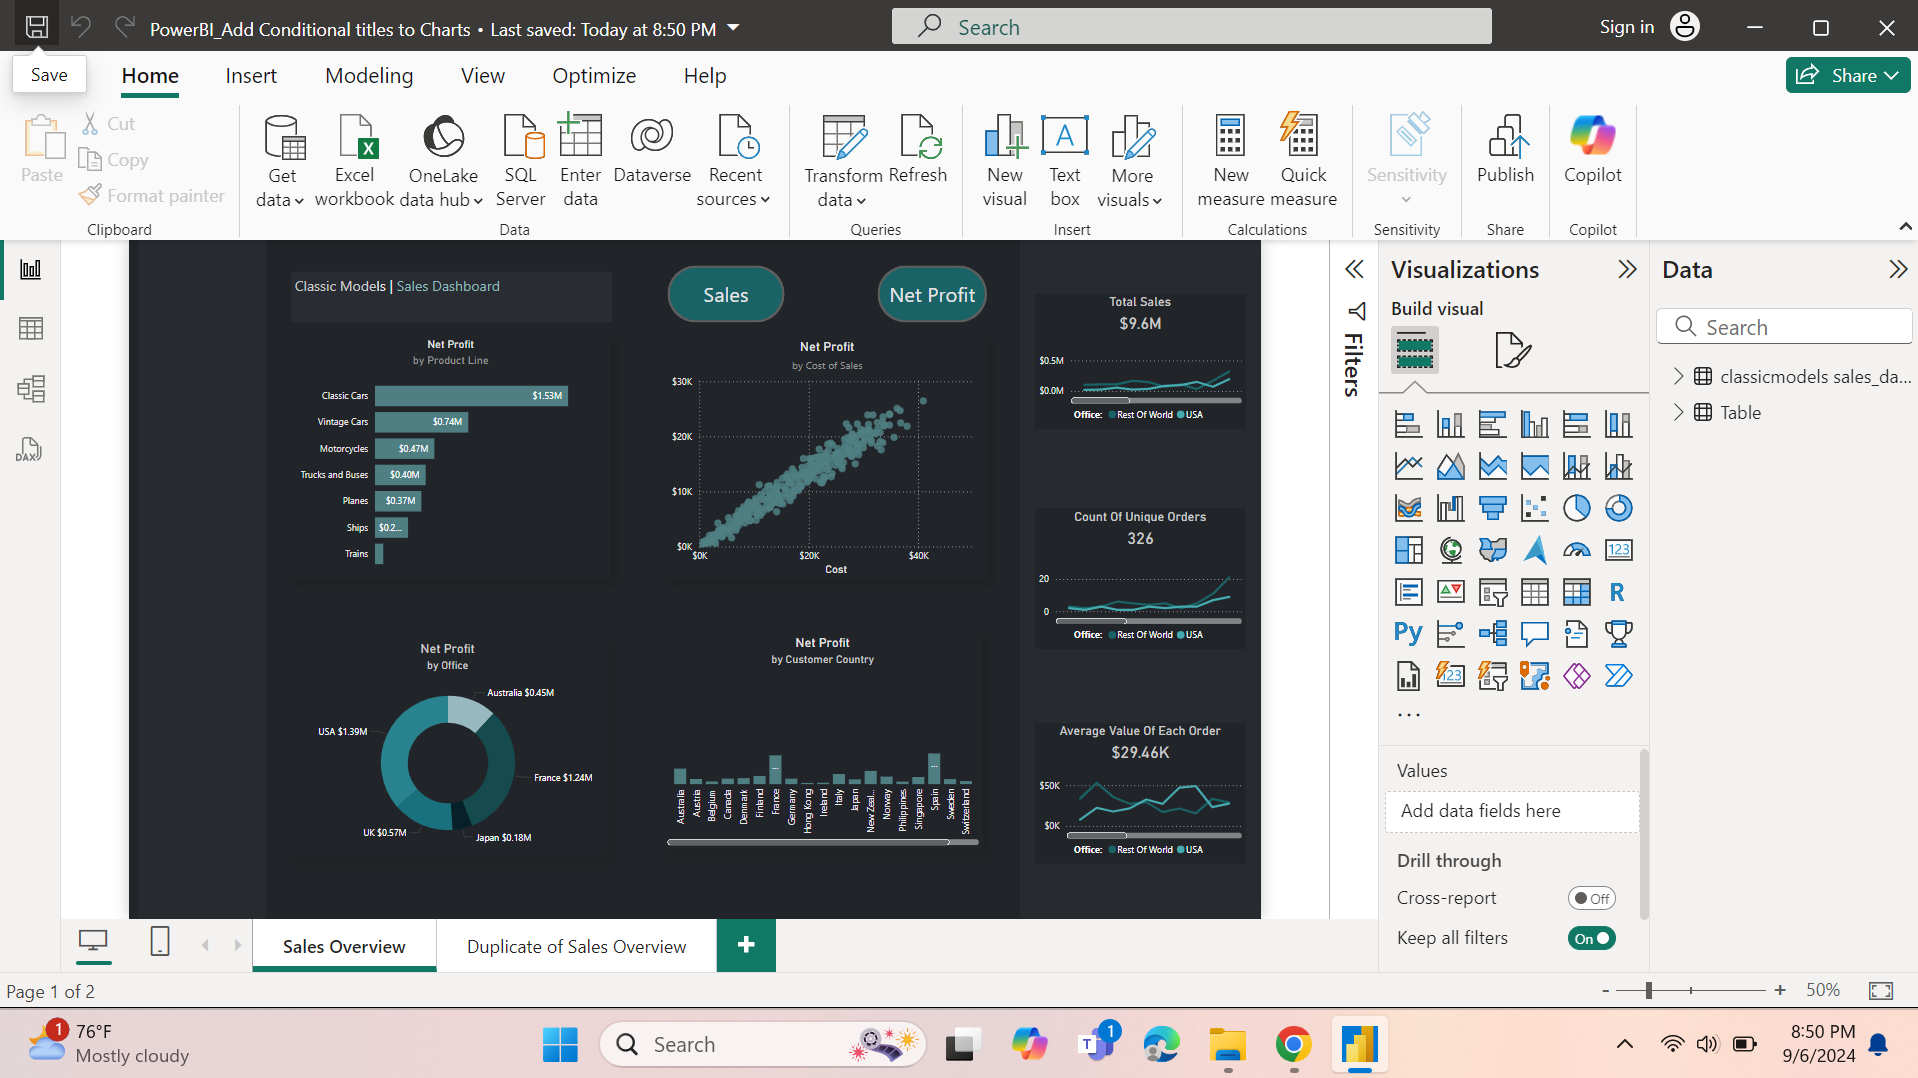 PowerBI_Add Conditional titles to Charts • Last saved: Today at 8:50 PM
Search
Sign in
Save
Home
Insert
Modeling
View
Optimize
Help
Share
Paste
Cut
Copy
Format painter
Clipboard
Get data
Excel workbook
OneLake data hub
SQL Server
Enter data
Dataverse
Recent sources
Data
Transform data
Refresh
Queries
New visual
Text box
More visuals
Insert
New measure
Quick measure
Calculations
Sensitivity
Sensitivity
Publish
Share
Copilot
Copilot
DAX
Classic Models | Sales Dashboard
Sales
Net Profit
Net Profit
by Product Line
Classic Cars $1.53M
Vintage Cars $0.74M
Motorcycles $0.47M
Trucks and Buses $0.40M
Planes $0.37M
Ships $0.2...
Trains
Net Profit
by Cost of Sales
$30K
$20K
$10K
$0K
$0K $20K $40K
Cost
Total Sales
$9.6M
$0.5M
$0.0M
Office: Rest Of World USA
Count Of Unique Orders
326
20
0
Office: Rest Of World USA
Average Value Of Each Order
$29.46K
$50K
$0K
Office: Rest Of World USA
Net Profit
by Office
Australia $0.45M
USA $1.39M
France $1.24M
UK $0.57M
Japan $0.18M
Net Profit
by Customer Country
...
...
Australia
Austria
Belgium
Canada
Denmark
Finland
France
Germany
Hong Kong
Ireland
Italy
Japan
New Zeal...
Norway
Philippines
Singapore
Spain
Sweden
Switzerland
Filters
Visualizations
Build visual
123
R
Py
123
...
Values
Add data fields here
Drill through
Cross-report
Off
Keep all filters
On
Data
Search
classicmodels sales_da...
Table
Sales Overview
Duplicate of Sales Overview
+
Page 1 of 2
- + 50%
1
76°F
Mostly cloudy
Search
T
1
8:50 PM
9/6/2024